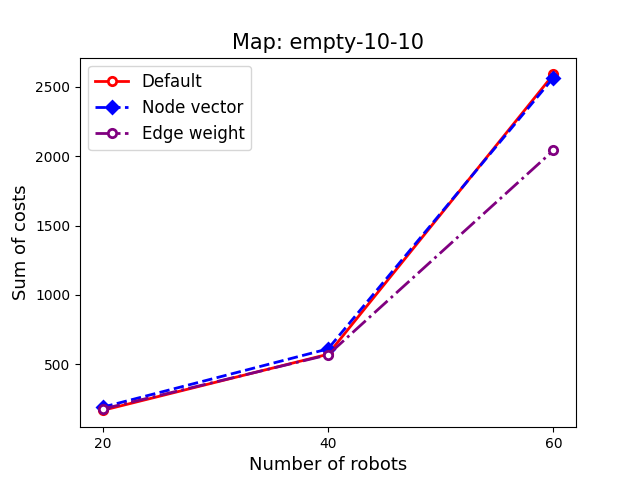 Map: empty-10-10
Default
Node vector
Edge weight
Sum of costs
2500
2000
1500
1000
500
20 40 60
Number of robots